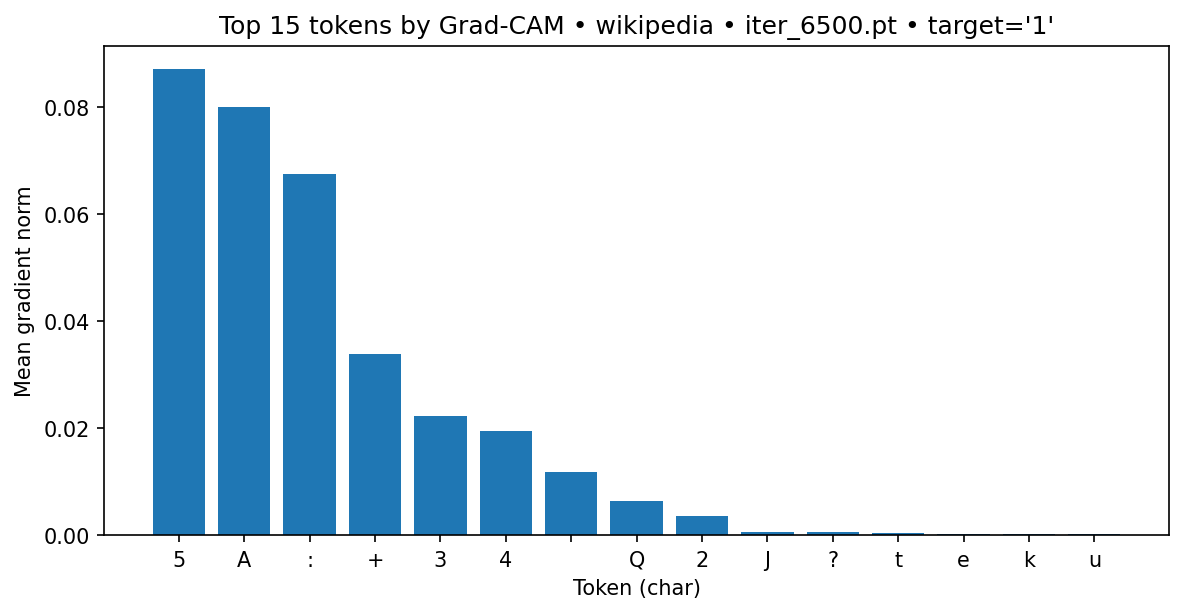 Top 15 tokens by Grad-CAM • wikipedia • iter_6500.pt • target='1'
Mean gradient norm
0.08
0.06
0.04
0.02
0.00
5 A : + 3 4 Q 2 J ? t e k u
Token (char)